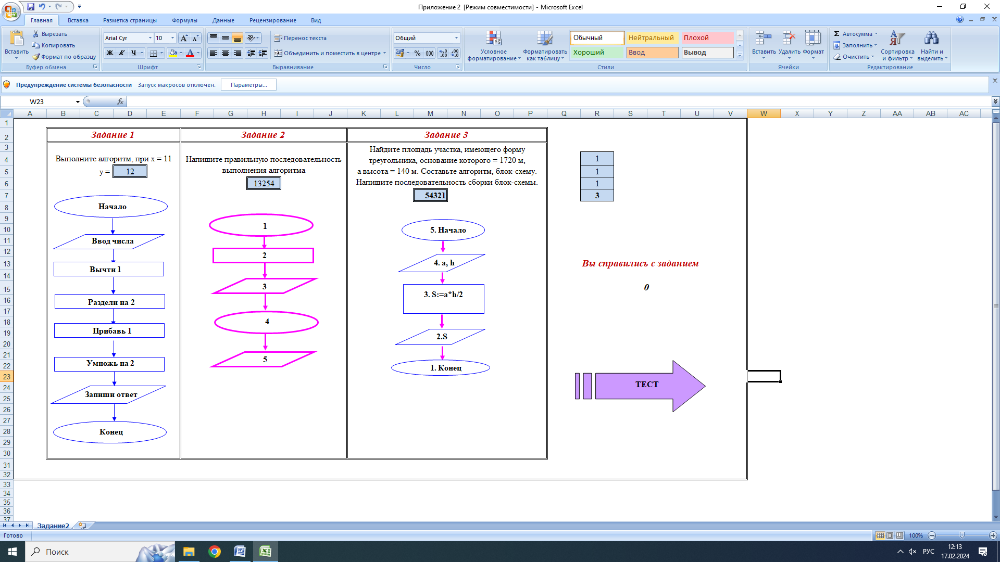 Приложение 2  [Режим совместимости] - Microsoft Excel
Главная
Вставка
Разметка страницы
Формулы
Данные
Рецензирование
Вид
Вставить
Вырезать
Копировать
Формат по образцу
Буфер обмена
Arial Cyr
10
Ж К Ч
Шрифт
Перенос текста
Объединить и поместить в центре
Выравнивание
Общий
% 000
Число
Условное форматирование
Форматировать как таблицу
Обычный
Нейтральный
Плохой
Хороший
Ввод
Вывод
Стили
Вставить
Удалить
Формат
Ячейки
Автосумма
Заполнить
Очистить
Сортировка и фильтр
Найти и выделить
Редактирование
Предупреждение системы безопасности
Запуск макросов отключен.
Параметры...
W23
fx
A B C D E F G H I J K L M N O P Q R S T U V W X Y Z AA AB AC
1
2
3
4
5
6
7
8
9
10
11
12
13
14
15
16
17
18
19
20
21
22
23
24
25
26
27
28
29
30
31
32
33
34
35
36
37
Задание 1
Выполните алгоритм, при x = 11
y = 12
Начало
Ввод числа
Вычти 1
Раздели на 2
Прибавь 1
Умножь на 2
Запиши ответ
Конец
Задание 2
Напишите правильную последовательность
выполнения алгоритма
13254
1
2
3
4
5
Задание 3
Найдите площадь участка, имеющего форму
треугольника, основание которого = 1720 м,
а высота = 140 м. Составьте алгоритм, блок-схему.
Напишите последовательность сборки блок-схемы.
54321
5. Начало
4. a, h
3. S:=a*h/2
2.S
1. Конец
1
1
1
3
Вы справились с заданием
0
ТЕСТ
Задание2
Готово
100%
Поиск
РУС
12:13
17.02.2024